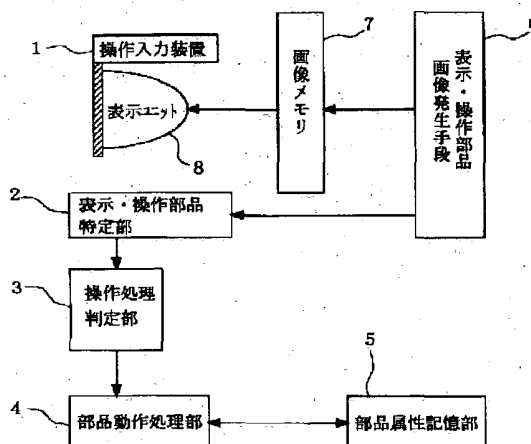 1
操作入力装置
表示ユニット
8
7
画像メモリ
表示・操作部品
画像発生手段
2
表示・操作部品
特定部
3
操作処理
判定部
4
部品動作処理部
5
部品属性記憶部